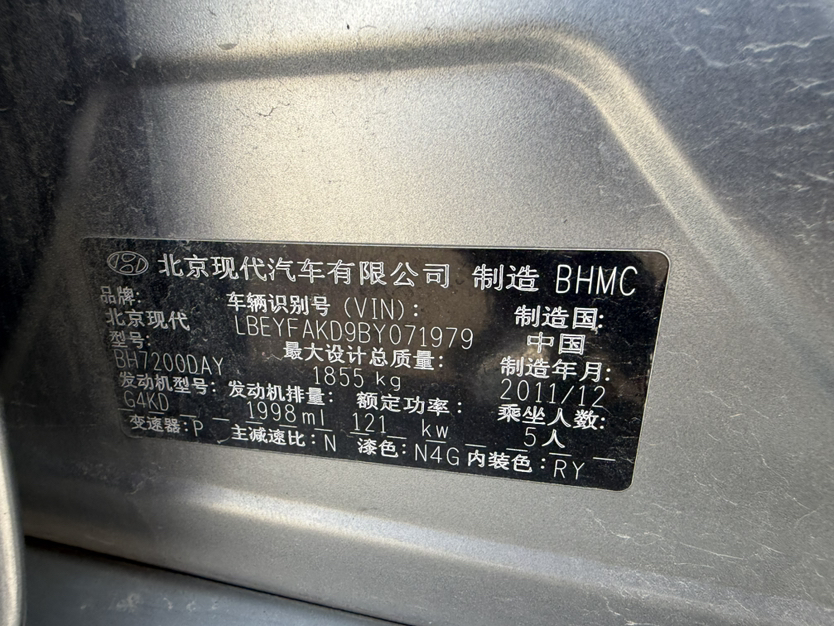 北京现代汽车有限公司 制造 BHMC
品牌: 车辆识别号 (VIN): 制造国:
北京现代 LBEYFAKD9BY071979 中国
型号: 最大设计总质量: 制造年月:
BH7200DAY 1855 kg 2011/12
发动机型号: 发动机排量: 额定功率: 乘坐人数:
G4KD 1998ml 121 kw 5人
变速器:P 主减速比:N 漆色:N4G 内装色:RY